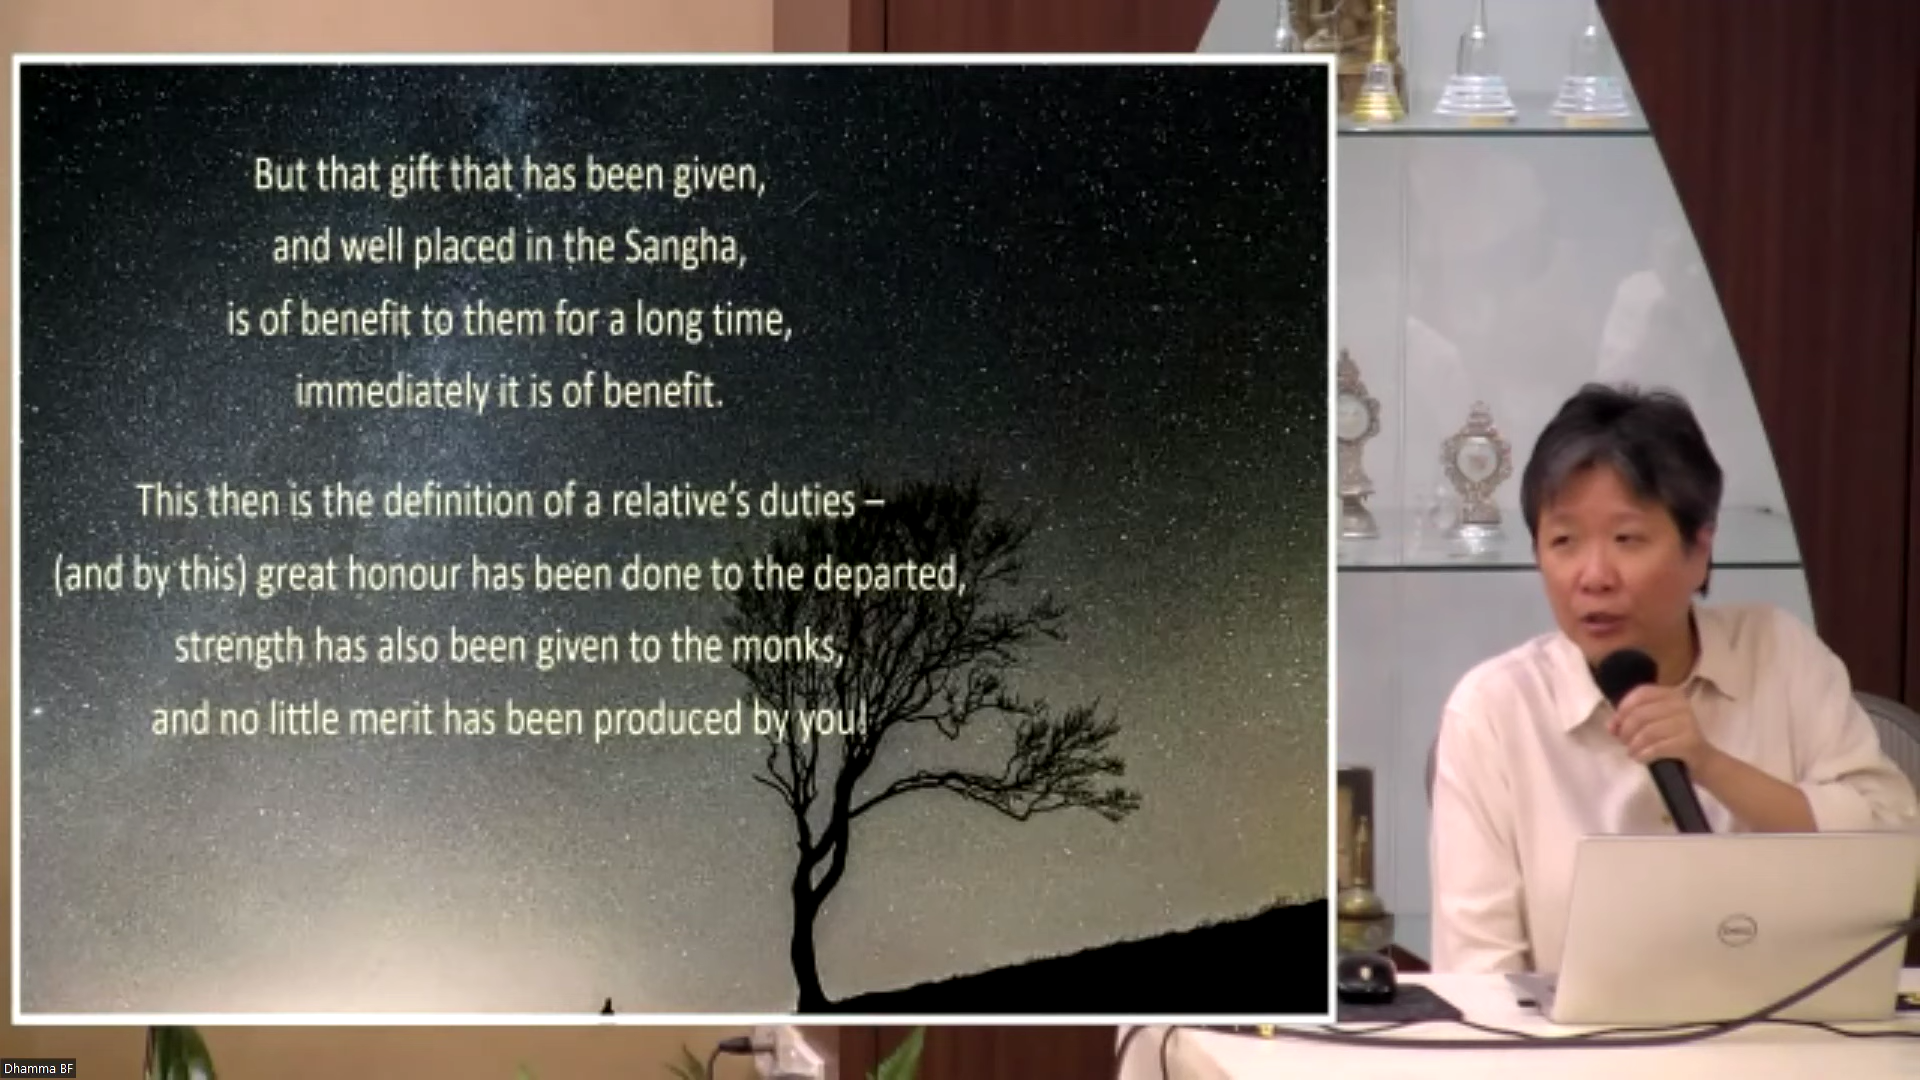 But that gift that has been given,
and well placed in the Sangha,
is of benefit to them for a long time,
immediately it is of benefit.
This then is the definition of a relative's duties –
(and by this) great honour has been done to the departed,
strength has also been given to the monks,
and no little merit has been produced by you!
DELL
Dhamma BF